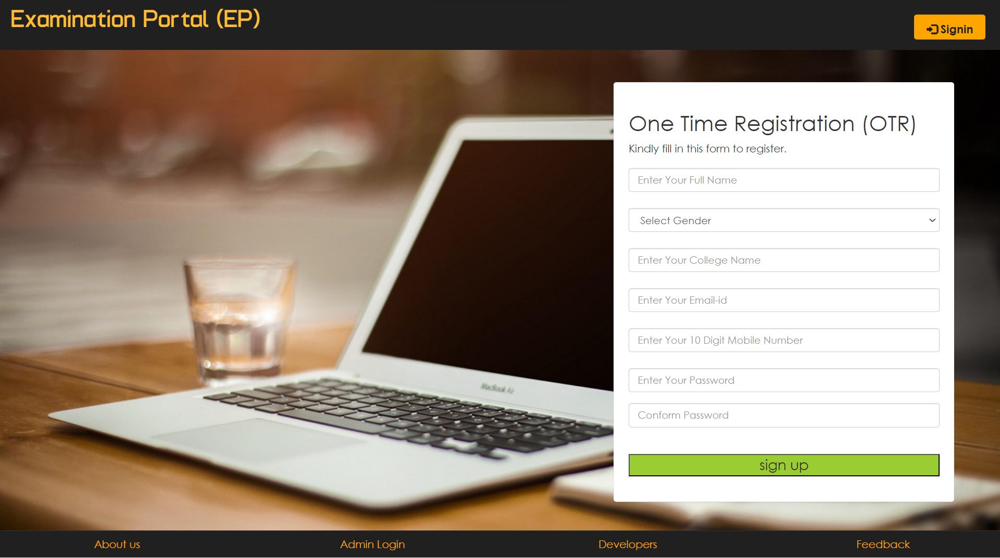 Examination Portal (EP)
Signin
One Time Registration (OTR)
Kindly fill in this form to register.
Enter Your Full Name
Select Gender
Enter Your College Name
Enter Your Email-id
Enter Your 10 Digit Mobile Number
Enter Your Password
Conform Password
sign up
MacBook Air
About us
Admin Login
Developers
Feedback